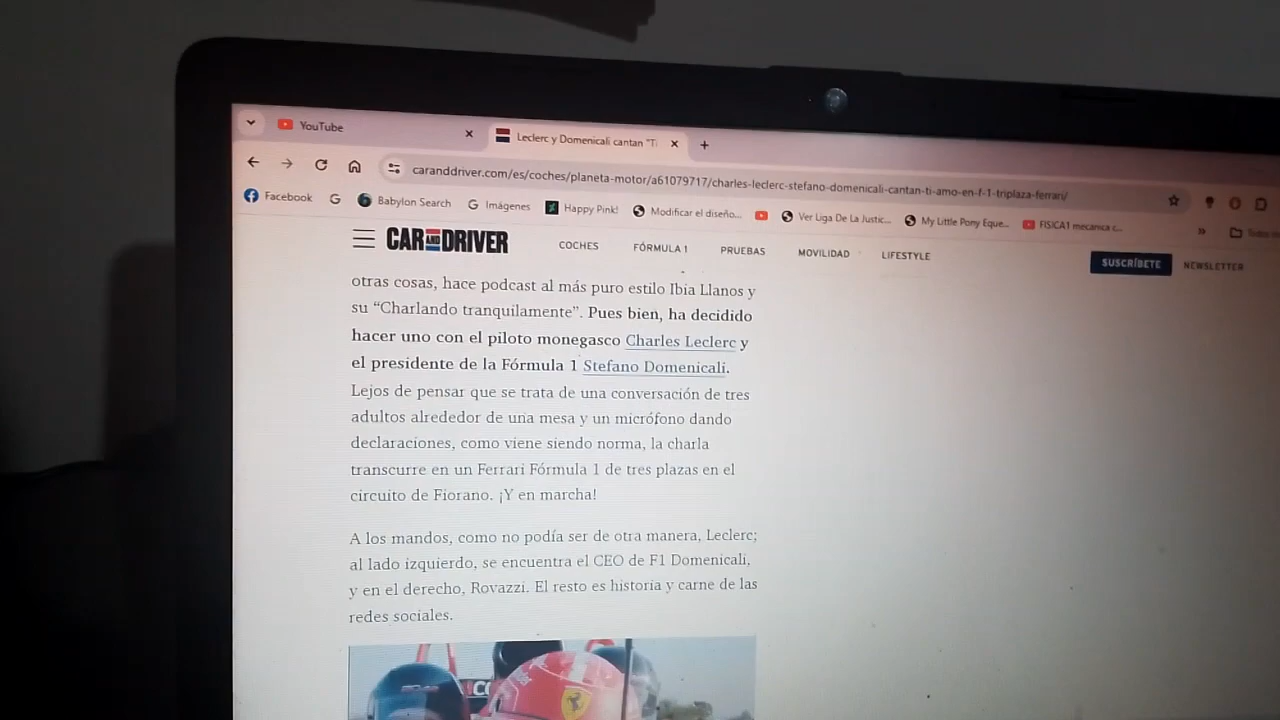 YouTube
Leclerc y Domenicali cantan "Ti
caranddriver.com/es/coches/planeta-motor/a61079717/charles-leclerc-stefano-domenicali-cantan-ti-amo-en-f-1-triplaza-ferrari/
Facebook
Babylon Search
Imágenes
Happy Pink!
Modificar el diseño...
Ver Liga De La Justic...
My Little Pony Eque...
FISICA1 mecanica c...
Todos
CAR AND DRIVER
COCHES
FÓRMULA 1
PRUEBAS
MOVILIDAD
LIFESTYLE
SUSCRÍBETE
NEWSLETTER
otras cosas, hace podcast al más puro estilo Ibia Llanos y
su “Charlando tranquilamente”. Pues bien, ha decidido
hacer uno con el piloto monegasco Charles Leclerc y
el presidente de la Fórmula 1 Stefano Domenicali.
Lejos de pensar que se trata de una conversación de tres
adultos alrededor de una mesa y un micrófono dando
declaraciones, como viene siendo norma, la charla
transcurre en un Ferrari Fórmula 1 de tres plazas en el
circuito de Fiorano. ¡Y en marcha!
A los mandos, como no podía ser de otra manera, Leclerc;
al lado izquierdo, se encuentra el CEO de F1 Domenicali,
y en el derecho, Rovazzi. El resto es historia y carne de las
redes sociales.